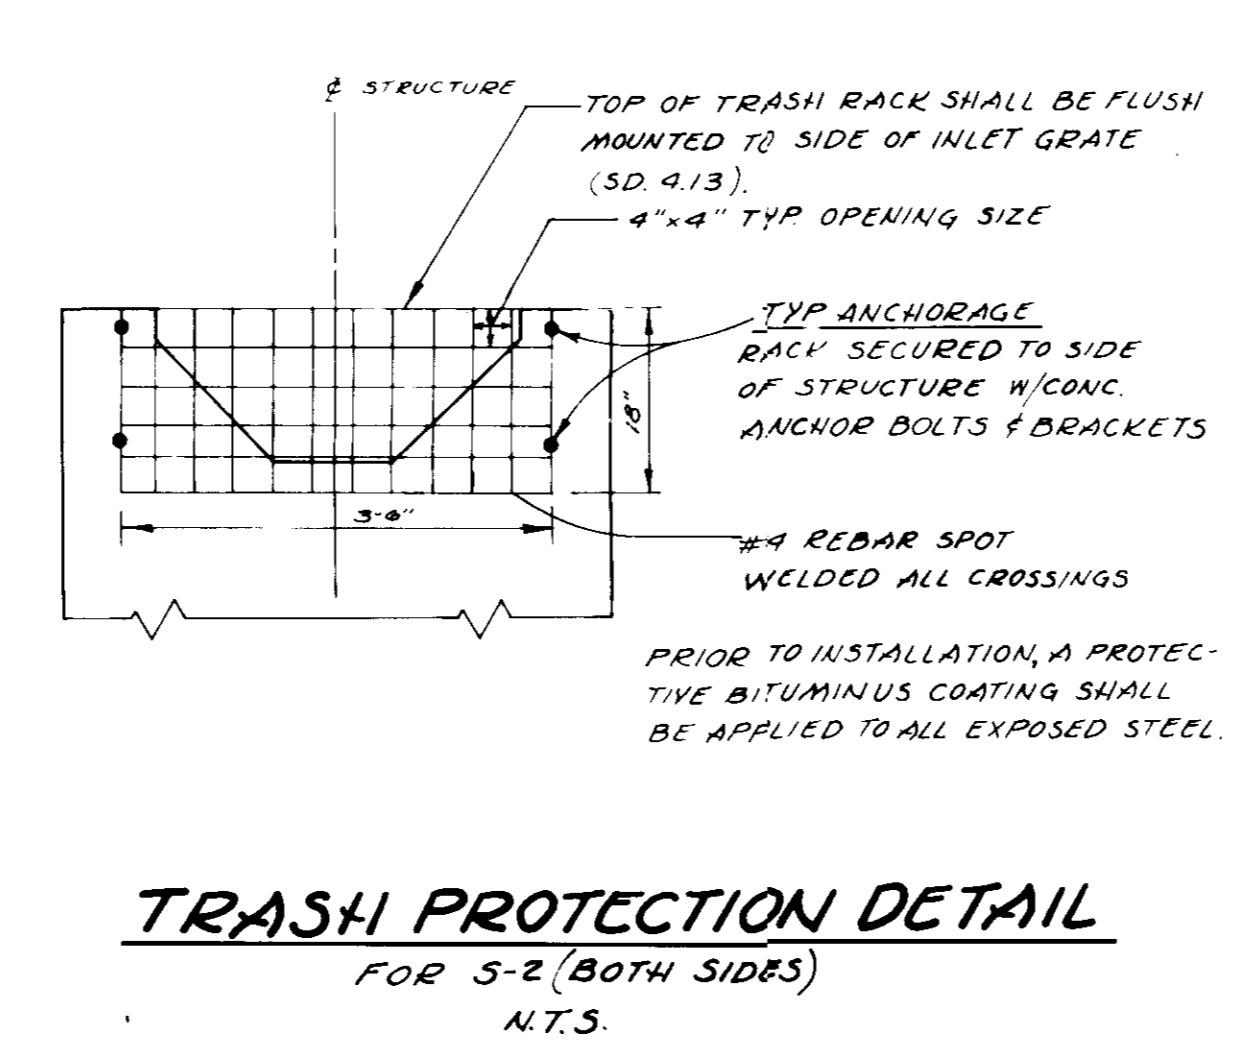 ℄ STRUCTURE
TOP OF TRASH RACK SHALL BE FLUSH
MOUNTED TO SIDE OF INLET GRATE
(SD. 4.13).
4"x4" TYP. OPENING SIZE
TYP ANCHORAGE
RACK SECURED TO SIDE
OF STRUCTURE W/CONC.
ANCHOR BOLTS & BRACKETS
18"
3-6"
#4 REBAR SPOT
WELDED ALL CROSSINGS
PRIOR TO INSTALLATION, A PROTEC-
TIVE BITUMINUS COATING SHALL
BE APPLIED TO ALL EXPOSED STEEL.
TRASH PROTECTION DETAIL
FOR S-2 (BOTH SIDES)
N.T.S.